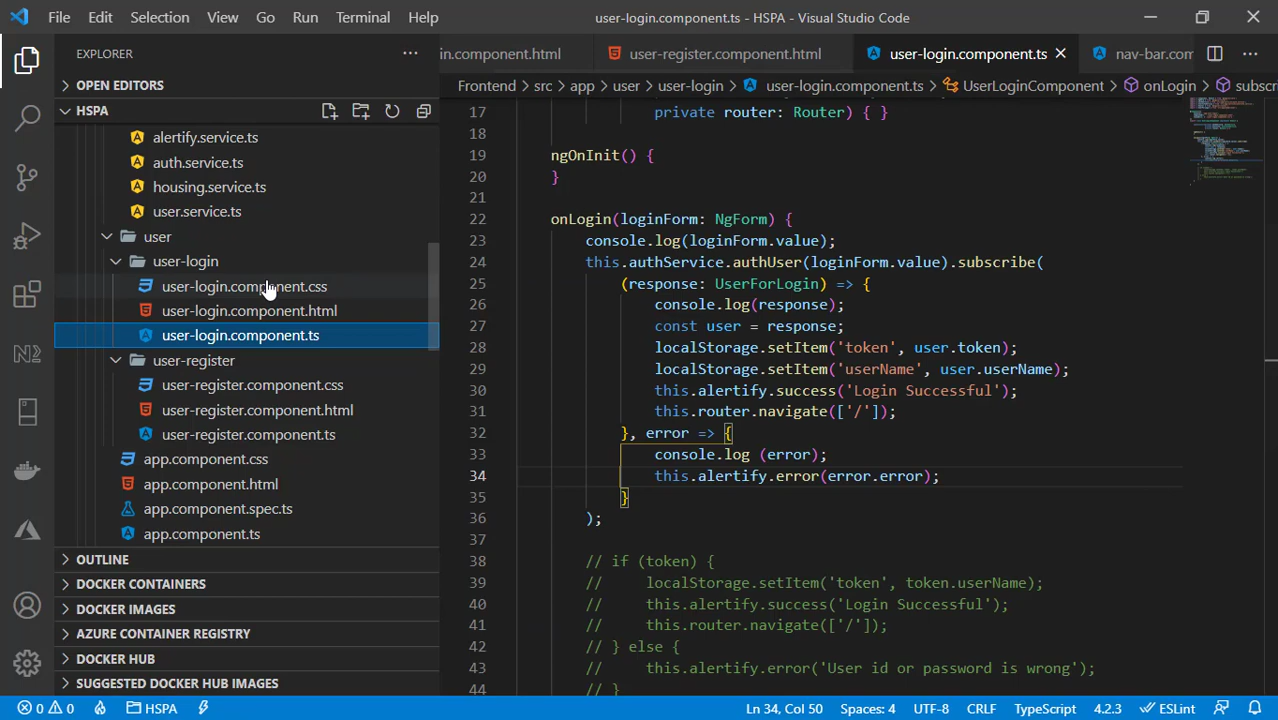 File Edit Selection View Go Run Terminal Help user-login.component.ts - HSPA - Visual Studio Code
EXPLORER
OPEN EDITORS
HSPA
alertify.service.ts
auth.service.ts
housing.service.ts
user.service.ts
user
user-login
user-login.component.css
user-login.component.html
user-login.component.ts
user-register
user-register.component.css
user-register.component.html
user-register.component.ts
app.component.css
app.component.html
app.component.spec.ts
app.component.ts
OUTLINE
DOCKER CONTAINERS
DOCKER IMAGES
AZURE CONTAINER REGISTRY
DOCKER HUB
SUGGESTED DOCKER HUB IMAGES
in.component.html user-register.component.html user-login.component.ts nav-bar.com
Frontend > src > app > user > user-login > user-login.component.ts > UserLoginComponent > onLogin > subsc
17 private router: Router) { }
18
19 ngOnInit() {
20 }
21
22 onLogin(loginForm: NgForm) {
23 console.log(loginForm.value);
24 this.authService.authUser(loginForm.value).subscribe(
25 (response: UserForLogin) => {
26 console.log(response);
27 const user = response;
28 localStorage.setItem('token', user.token);
29 localStorage.setItem('userName', user.userName);
30 this.alertify.success('Login Successful');
31 this.router.navigate(['/']);
32 }, error => {
33 console.log (error);
34 this.alertify.error(error.error);
35 }
36 );
37
38 // if (token) {
39 // localStorage.setItem('token', token.userName);
40 // this.alertify.success('Login Successful');
41 // this.router.navigate(['/']);
42 // } else {
43 // this.alertify.error('User id or password is wrong');
44 // }
0 0 HSPA Ln 34, Col 50 Spaces: 4 UTF-8 CRLF TypeScript 4.2.3 ESLint